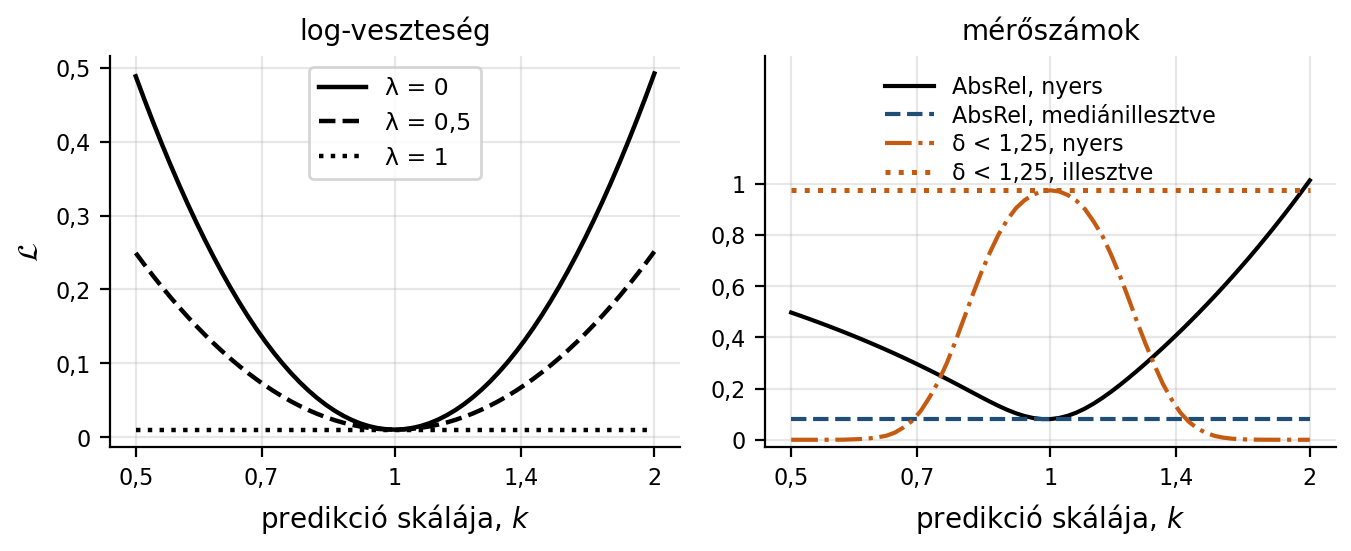 log-veszteség
λ = 0
λ = 0,5
λ = 1
0,5
0,4
0,3
0,2
0,1
0
ℒ
0,5
0,7
1
1,4
2
predikció skálája, k
mérőszámok
AbsRel, nyers
AbsRel, mediánillesztve
δ < 1,25, nyers
δ < 1,25, illesztve
1
0,8
0,6
0,4
0,2
0
0,5
0,7
1
1,4
2
predikció skálája, k